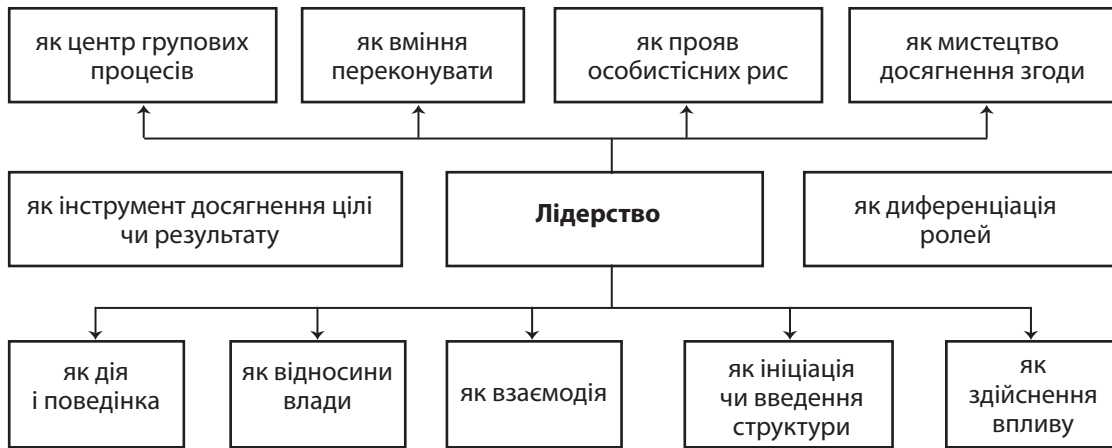 як центр групових
процесів
як вміння
переконувати
як прояв
особистісних рис
як мистецтво
досягнення згоди
як інструмент досягнення цілі
чи результату
Лідерство
як диференціація
ролей
як дія
і поведінка
як відносини
влади
як взаємодія
як ініціація
чи введення
структури
як
здійснення
впливу